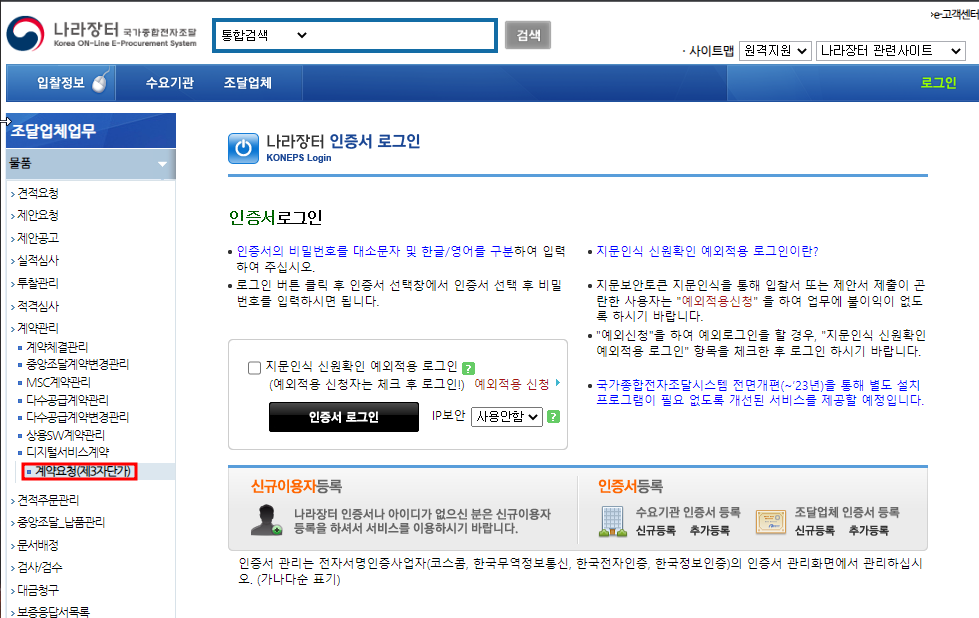 ›e-고객센터
나라장터 국가종합전자조달
Korea ON-Line E-Procurement System
통합검색
검색
· 사이트맵 원격지원 나라장터 관련사이트
입찰정보 수요기관 조달업체 로그인
조달업체업무
물품
› 견적요청
› 제안요청
› 제안공고
› 실적심사
› 투찰관리
› 적격심사
› 계약관리
계약체결관리
중앙조달계약변경관리
MSC계약관리
다수공급계약관리
다수공급계약변경관리
상용SW계약관리
디지털서비스계약
계약요청(제3자단가)
› 견적주문관리
› 중앙조달_납품관리
› 문서배정
› 검사/검수
› 대금청구
› 보증응답서목록
나라장터 인증서 로그인
KONEPS Login
인증서로그인
• 인증서의 비밀번호를 대소문자 및 한글/영어를 구분하여 입력
하여 주십시오.
• 로그인 버튼 클릭 후 인증서 선택창에서 인증서 선택 후 비밀
번호를 입력하시면 됩니다.
지문인식 신원확인 예외적용 로그인 ?
(예외적용 신청자는 체크 후 로그인!) 예외적용 신청
인증서 로그인 IP보안 사용안함 ?
• 지문인식 신원확인 예외적용 로그인이란?
• 지문보안토큰 지문인식을 통해 입찰서 또는 제안서 제출이 곤
란한 사용자는 "예외적용신청" 을 하여 업무에 불이익이 없도
록 하시기 바랍니다.
• "예외신청"을 하여 예외로그인을 할 경우, "지문인식 신원확인
예외적용 로그인" 항목을 체크한 후 로그인 하시기 바랍니다.
• 국가종합전자조달시스템 전면개편(~'23년)을 통해 별도 설치
프로그램이 필요 없도록 개선된 서비스를 제공할 예정입니다.
신규이용자등록
나라장터 인증서나 아이디가 없으신 분은 신규이용자
등록을 하셔서 서비스를 이용하시기 바랍니다.
인증서등록
수요기관 인증서 등록
신규등록 추가등록
조달업체 인증서 등록
신규등록 추가등록
인증서 관리는 전자서명인증사업자(코스콤, 한국무역정보통신, 한국전자인증, 한국정보인증)의 인증서 관리화면에서 관리하십시
오. (가나다순 표기)